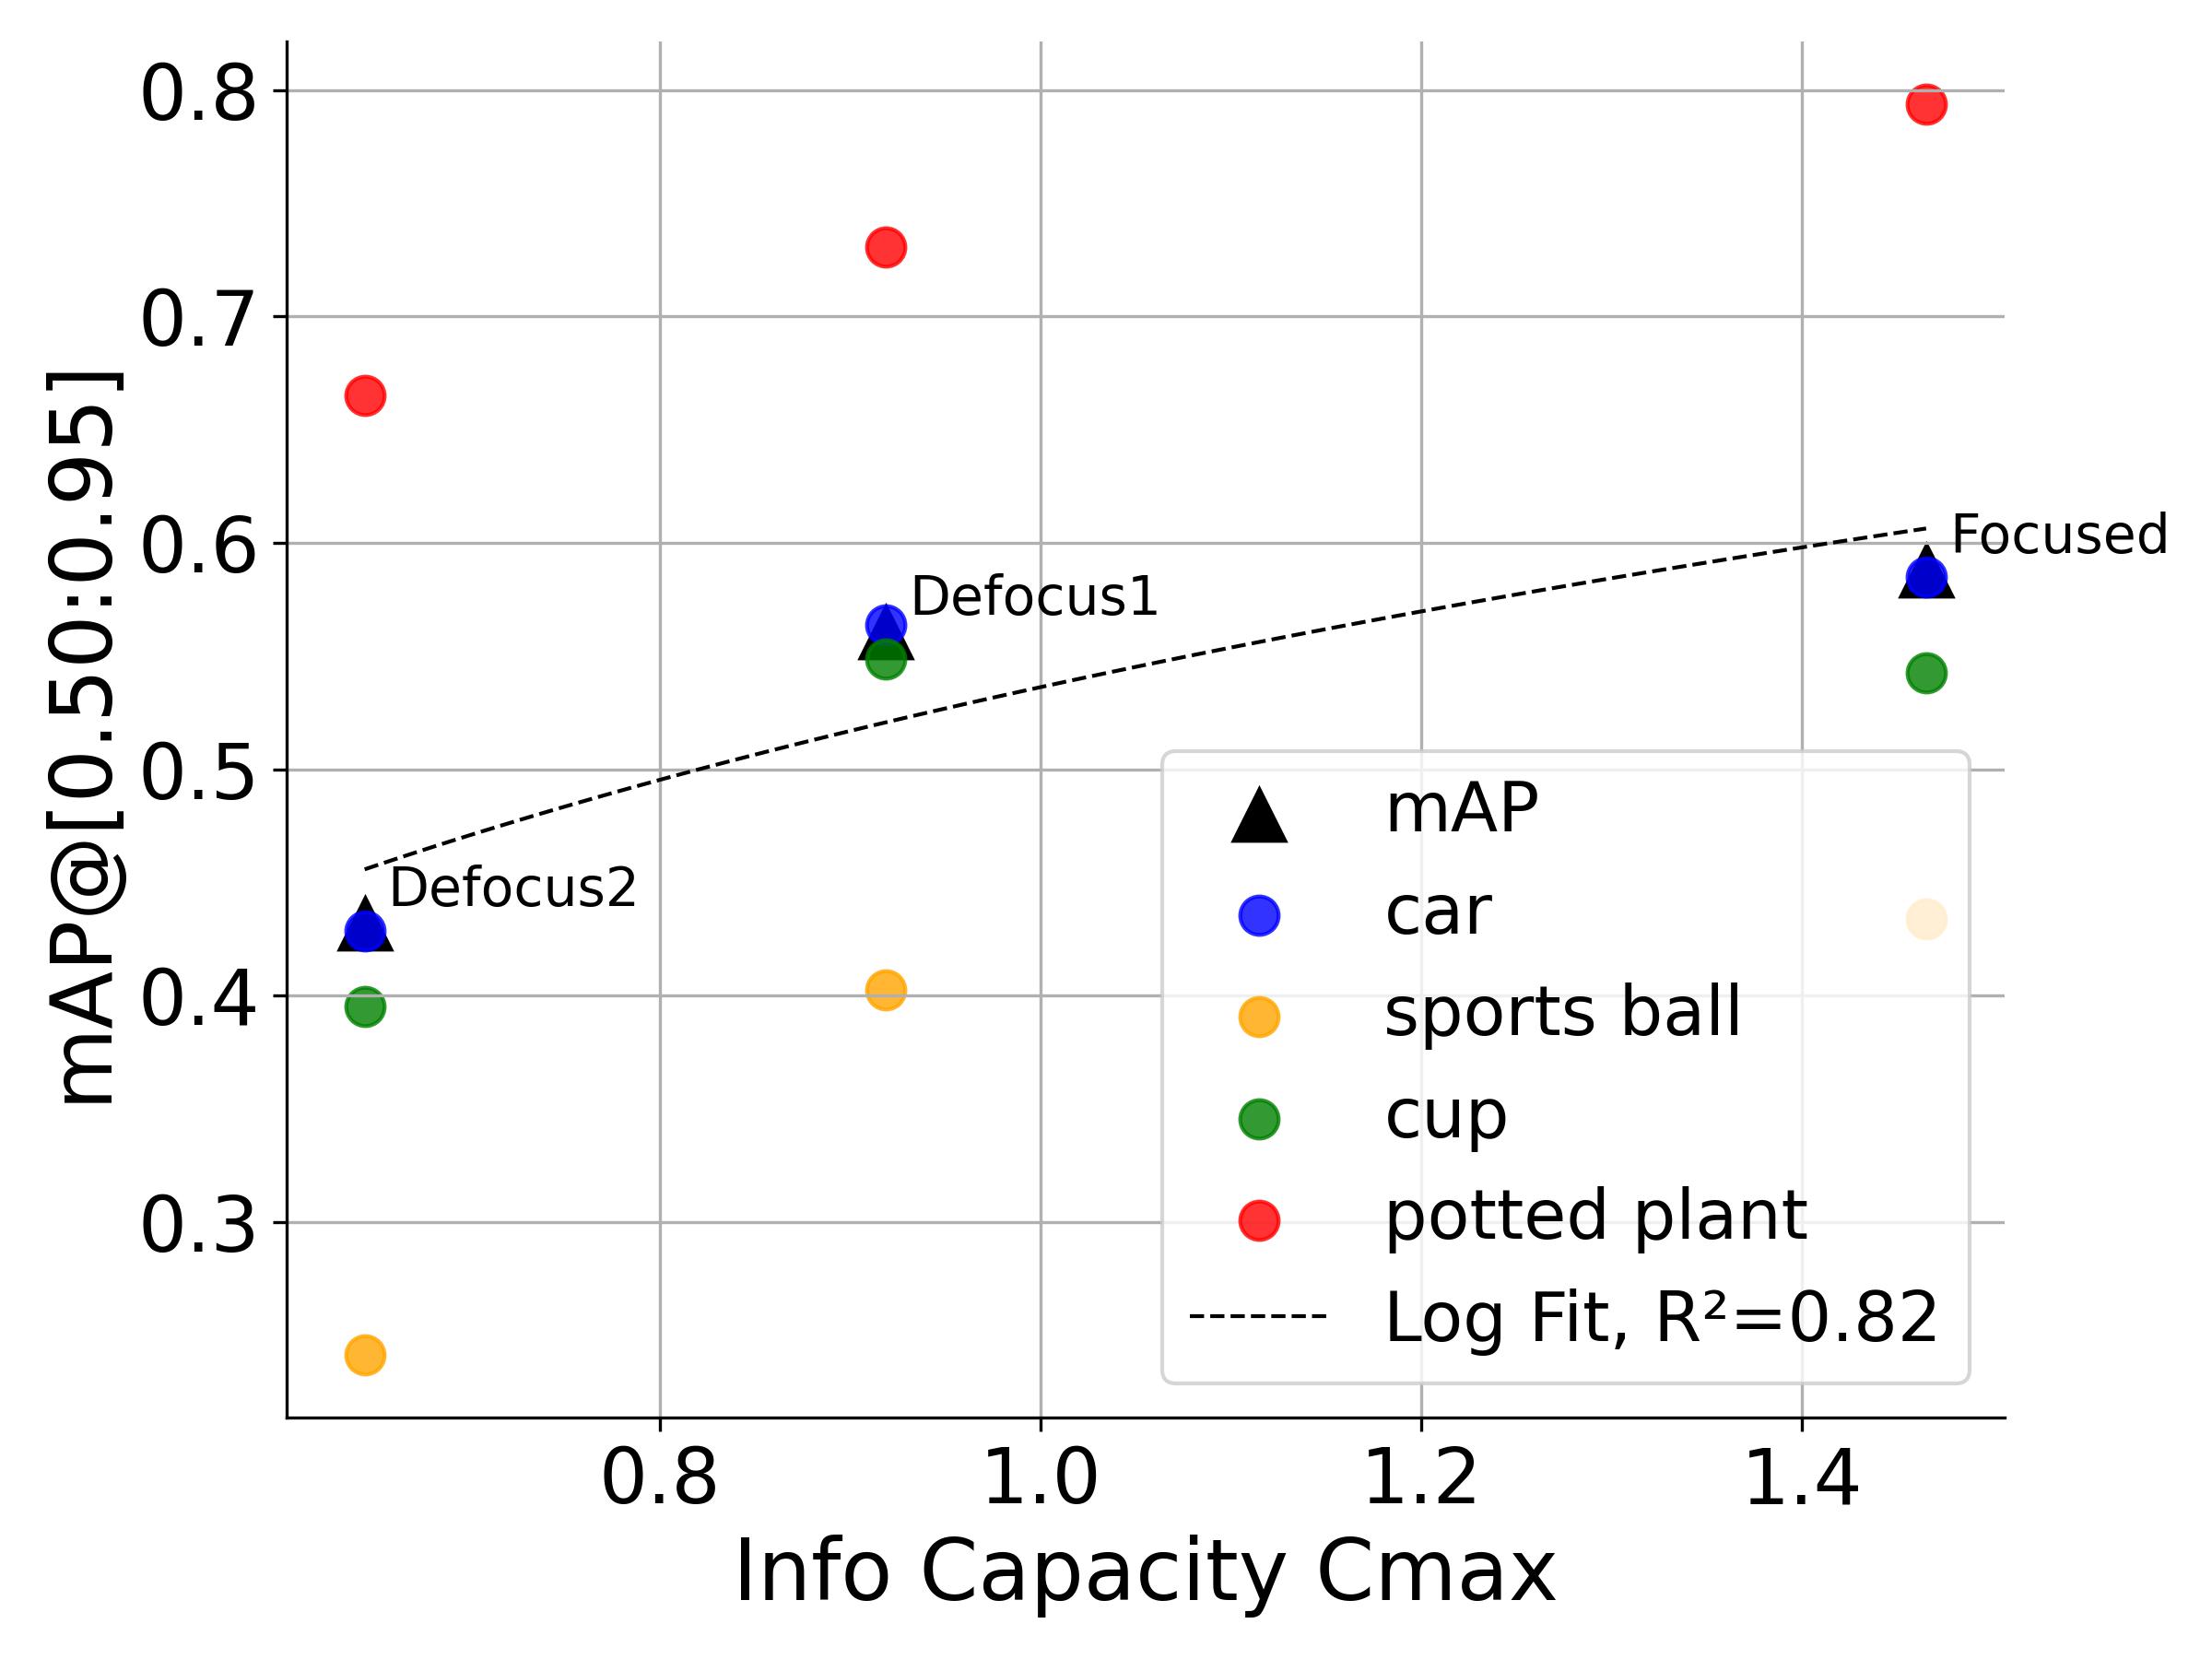 mAP@[0.50:0.95]
0.8
0.7
0.6
0.5
0.4
0.3
Focused
Defocus1
Defocus2
mAP
car
sports ball
cup
potted plant
Log Fit, R²=0.82
0.8 1.0 1.2 1.4
Info Capacity Cmax